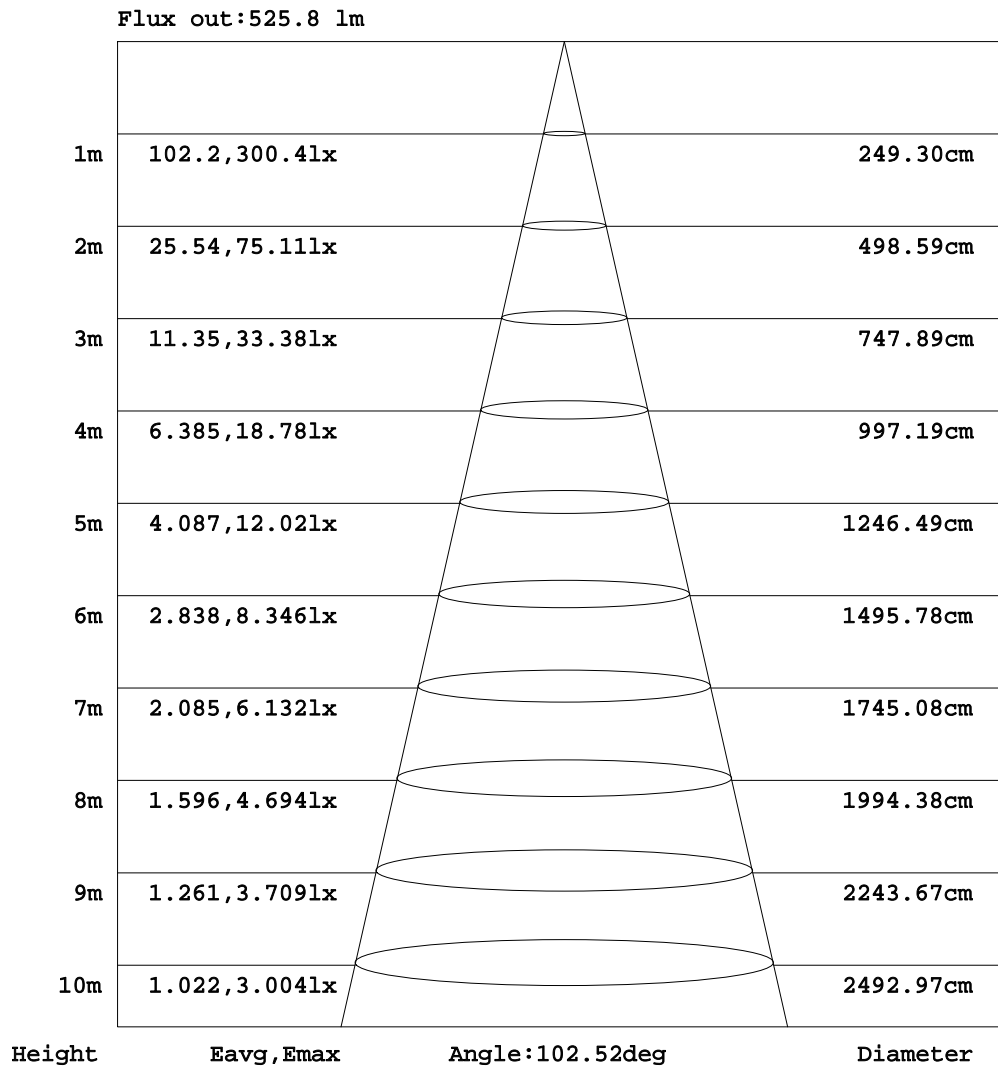 Flux out:525.8 lm
1m 102.2,300.4lx 249.30cm
2m 25.54,75.11lx 498.59cm
3m 11.35,33.38lx 747.89cm
4m 6.385,18.78lx 997.19cm
5m 4.087,12.02lx 1246.49cm
6m 2.838,8.346lx 1495.78cm
7m 2.085,6.132lx 1745.08cm
8m 1.596,4.694lx 1994.38cm
9m 1.261,3.709lx 2243.67cm
10m 1.022,3.004lx 2492.97cm
Height Eavg,Emax Angle:102.52deg Diameter